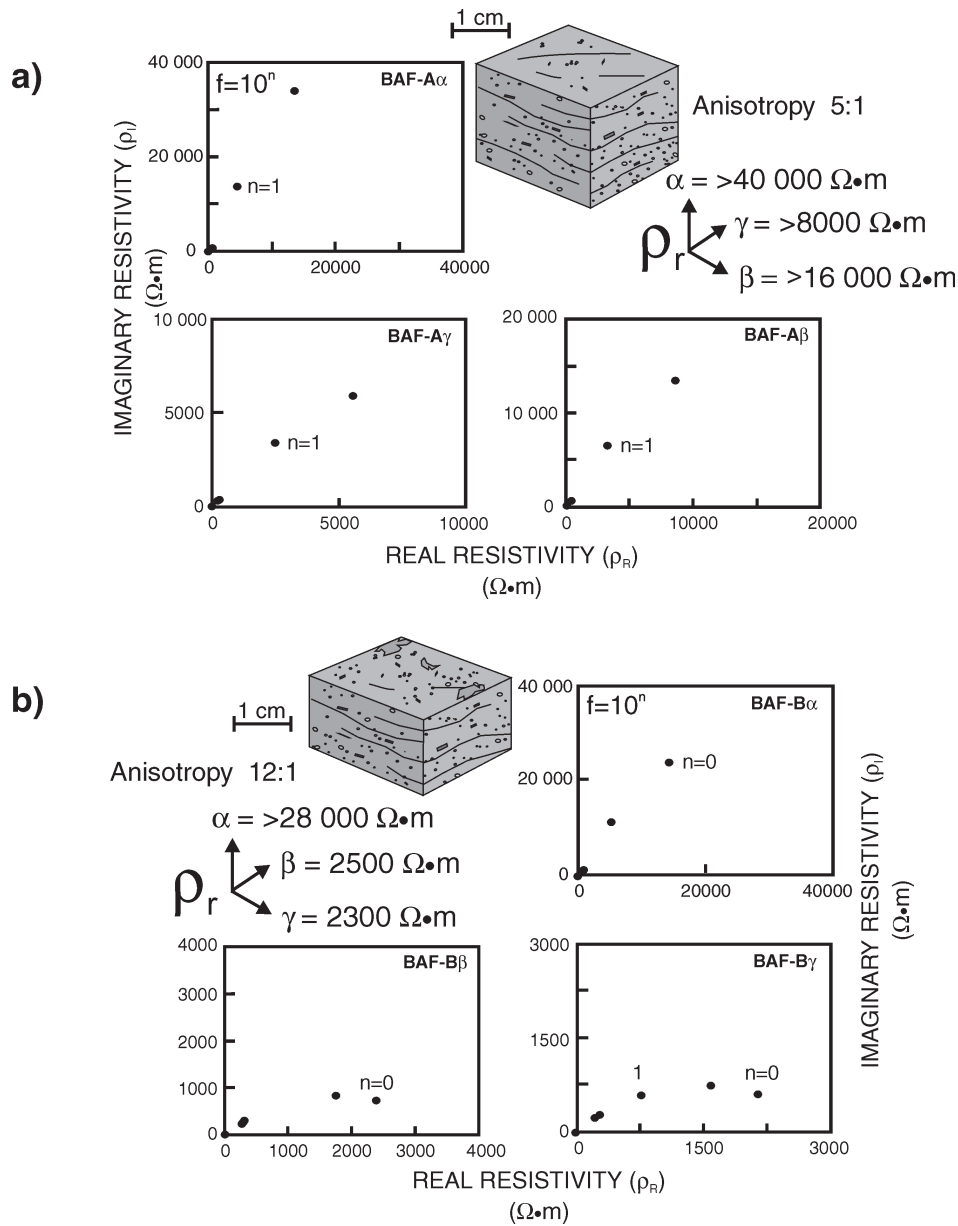 1 cm
a)
40 000
f=10ⁿ
BAF-Aα
Anisotropy 5:1
20 000
n=1
α = >40 000 Ω•m
γ = >8000 Ω•m
ρr
β = >16 000 Ω•m
0
0
20000
40000
IMAGINARY RESISTIVITY (ρI)
(Ω•m)
10 000
BAF-Aγ
5000
n=1
0
0
5000
10000
20 000
BAF-Aβ
10 000
n=1
0
0
10000
20000
REAL RESISTIVITY (ρR)
(Ω•m)
b)
1 cm
Anisotropy 12:1
α = >28 000 Ω•m
β = 2500 Ω•m
ρr
γ = 2300 Ω•m
40 000
f=10ⁿ
BAF-Bα
n=0
20 000
0
0
20000
40000
IMAGINARY RESISTIVITY (ρI)
(Ω•m)
4000
BAF-Bβ
3000
2000
1000
n=0
0
0
1000
2000
3000
4000
3000
BAF-Bγ
1500
1
n=0
0
0
1500
3000
REAL RESISTIVITY (ρR)
(Ω•m)